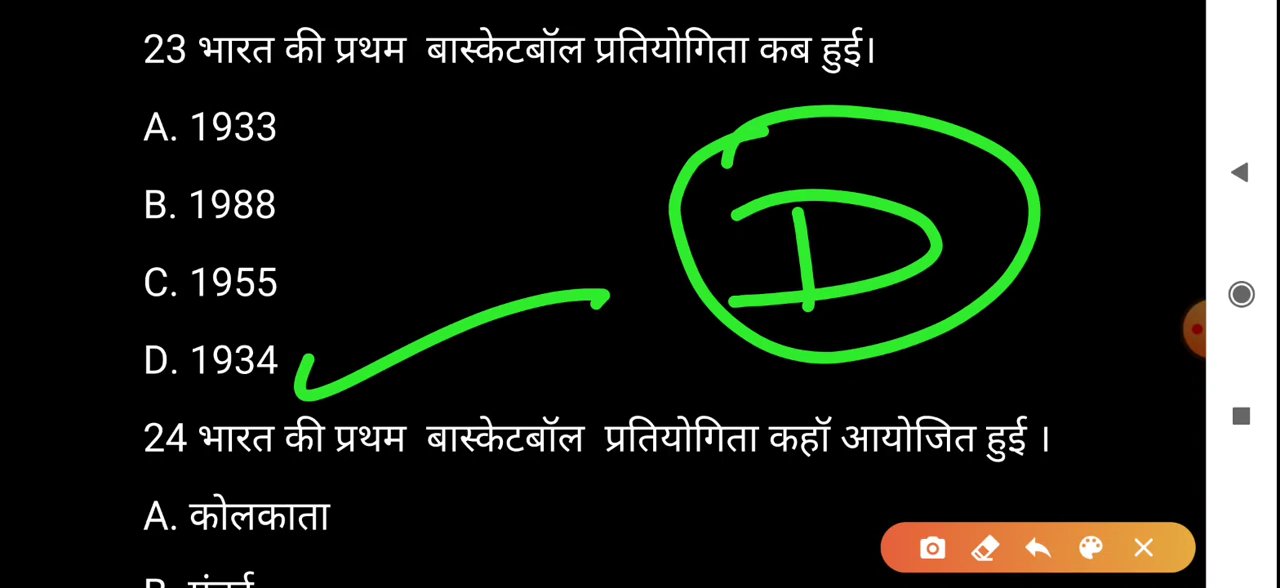 23 भारत की प्रथम बास्केटबॉल प्रतियोगिता कब हुई।
A. 1933
B. 1988
C. 1955
D. 1934
D
24 भारत की प्रथम बास्केटबॉल प्रतियोगिता कहॉ आयोजित हुई ।
A. कोलकाता